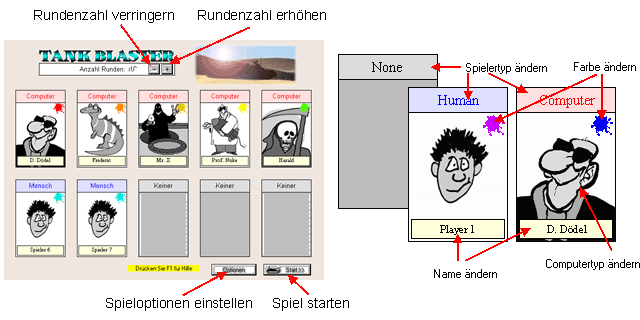 Rundenzahl verringern
Rundenzahl erhöhen
TANK BLASTER
Anzahl Runden: 10
Computer
Computer
Computer
Computer
Computer
D. Dödel
Frederic
Mr. X
Prof. Nuke
Harald
Mensch
Mensch
Keiner
Keiner
Keiner
Spieler 6
Spieler 7
Drücken Sie F1 für Hilfe
Optionen
Start >>
Spieloptionen einstellen
Spiel starten
None
Spielertyp ändern
Farbe ändern
Human
Computer
Player 1
D. Dödel
Name ändern
Computertyp ändern